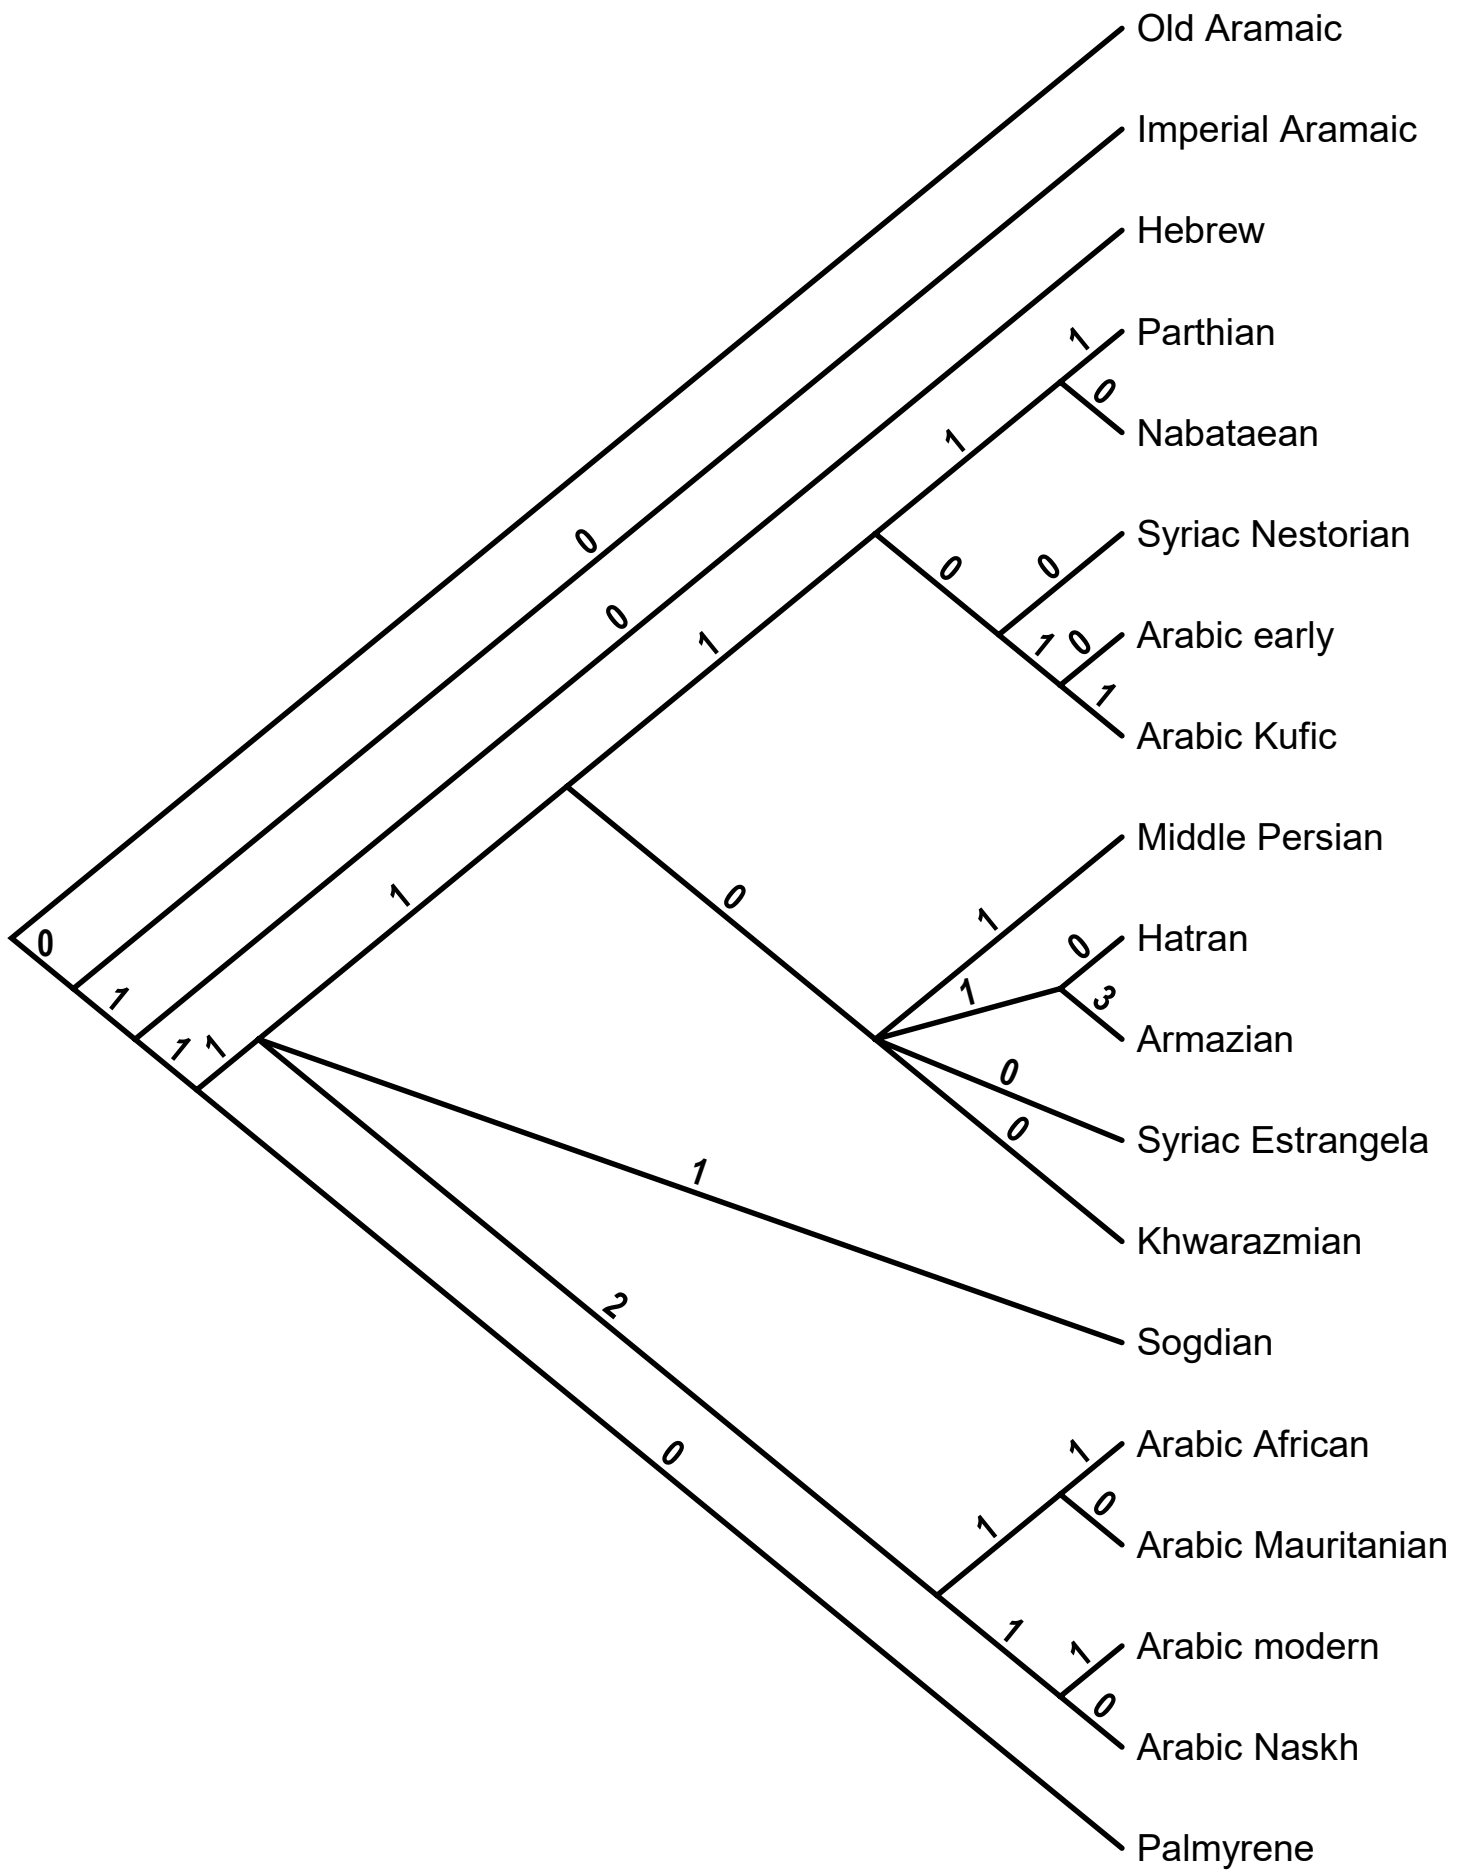 Old Aramaic
Imperial Aramaic
Hebrew
1 Parthian
0
1
Nabataean
0
Syriac Nestorian
0
0
0
1
1 0 Arabic early
1
Arabic Kufic
Middle Persian
1
0
1
0 Hatran
0
1
3
1
Armazian
1 1
0
0
Syriac Estrangela
1
Khwarazmian
2
Sogdian
0
1 Arabic African
1
0
Arabic Mauritanian
1
1 Arabic modern
0
Arabic Naskh
Palmyrene